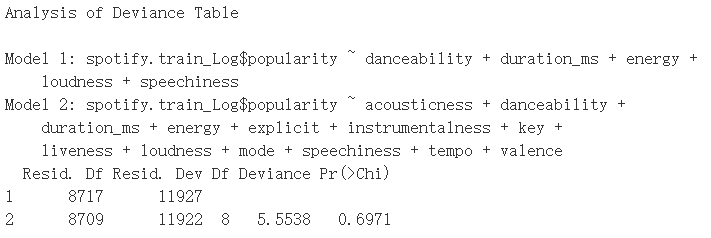 Analysis of Deviance Table

Model 1: spotify.train_Log$popularity ~ danceability + duration_ms + energy +
    loudness + speechiness
Model 2: spotify.train_Log$popularity ~ acousticness + danceability +
    duration_ms + energy + explicit + instrumentalness + key +
    liveness + loudness + mode + speechiness + tempo + valence
  Resid. Df Resid. Dev Df Deviance Pr(>Chi)
1      8717      11927
2      8709      11922  8   5.5538   0.6971